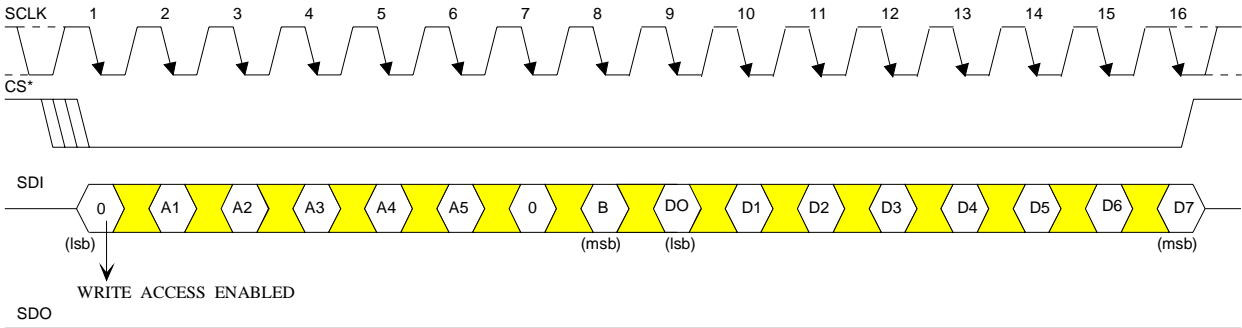 SCLK 1 2 3 4 5 6 7 8 9 10 11 12 13 14 15 16
CS*
SDI
0 A1 A2 A3 A4 A5 0 B DO D1 D2 D3 D4 D5 D6 D7
(lsb) (msb) (lsb) (msb)
WRITE ACCESS ENABLED
SDO